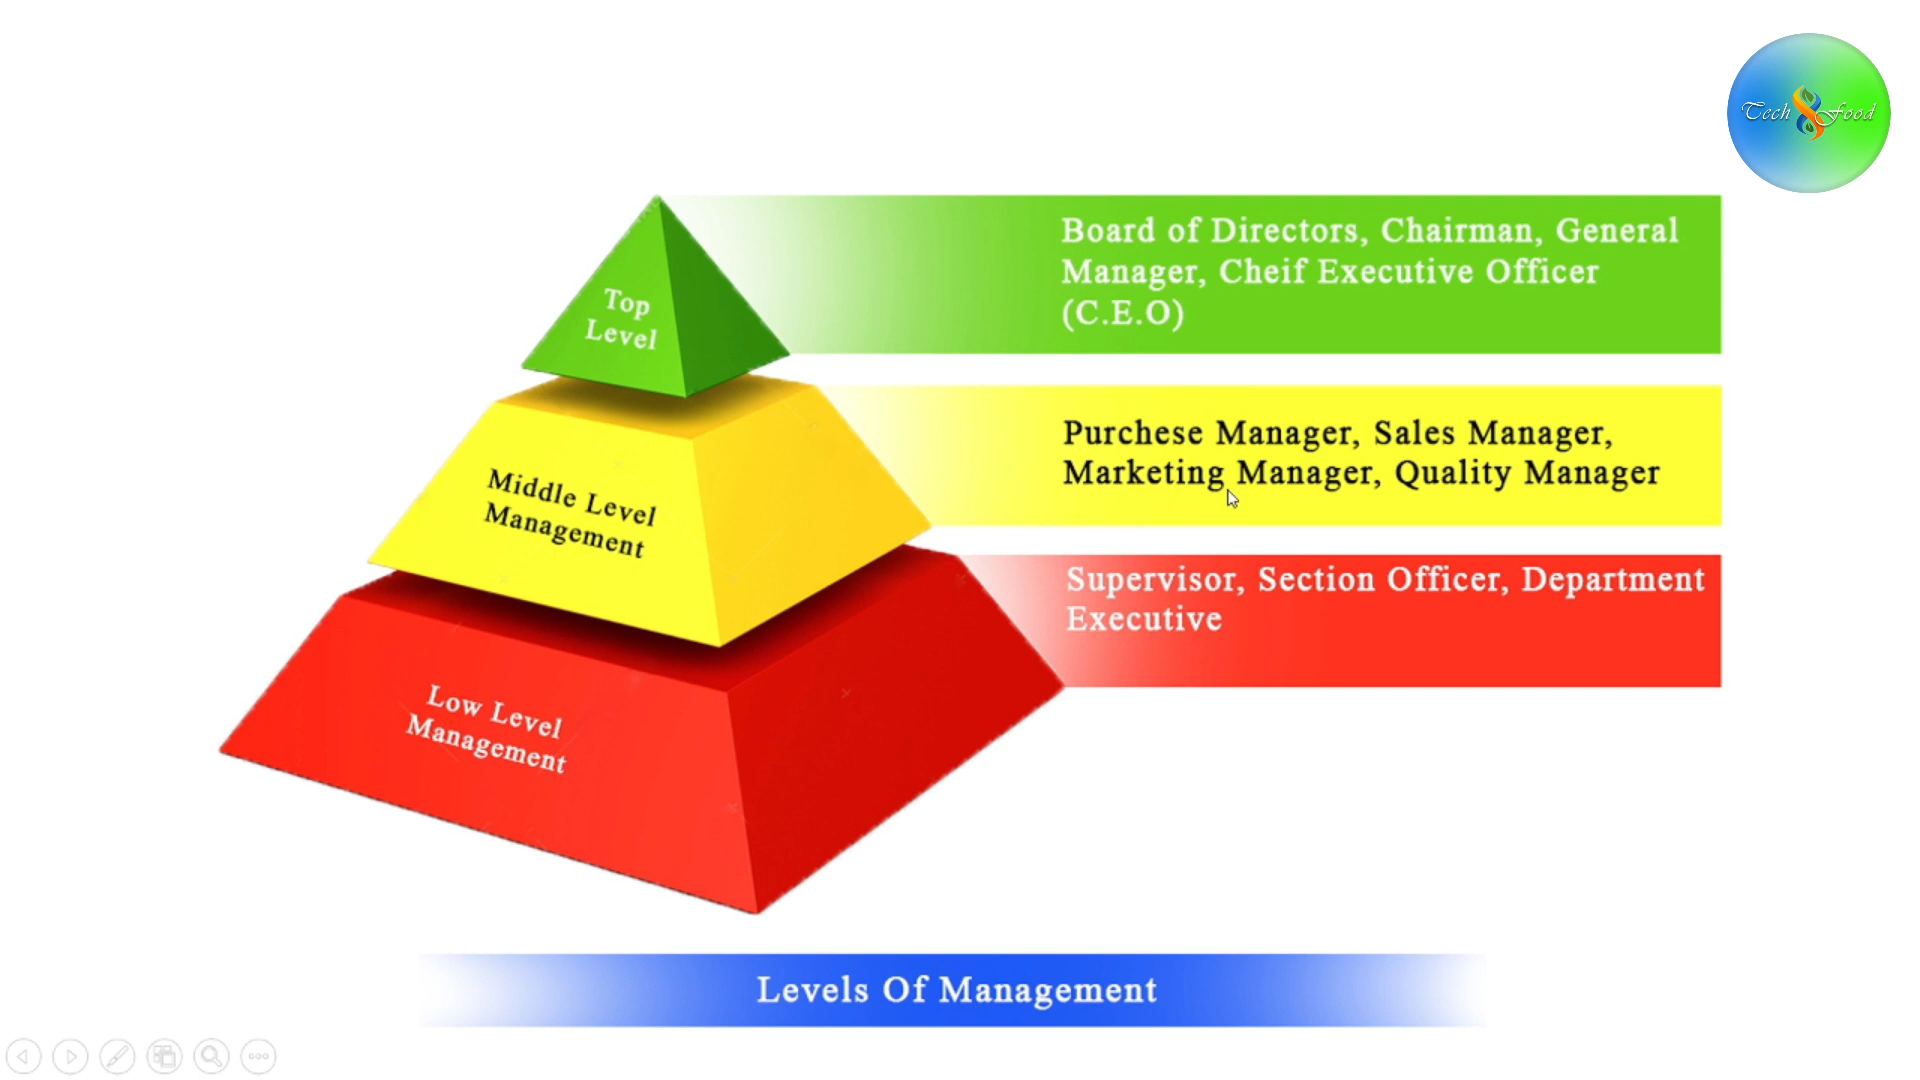 Tech Food
Board of Directors, Chairman, General
Manager, Cheif Executive Officer
(C.E.O)
Top
Level
Purchese Manager, Sales Manager,
Marketing Manager, Quality Manager
Middle Level
Management
Supervisor, Section Officer, Department
Executive
Low Level
Management
Levels Of Management